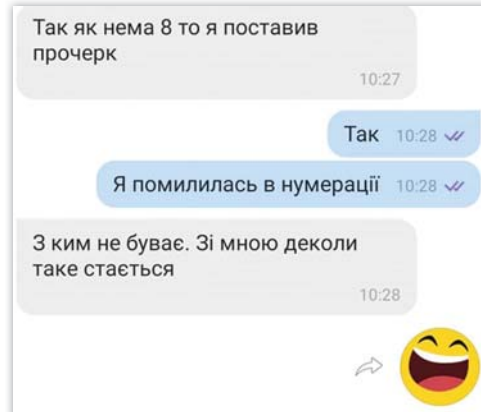 Так як нема 8 то я поставив
прочерк
10:27
Так 10:28
Я помилилась в нумерації 10:28
З ким не буває. Зі мною деколи
таке стається
10:28